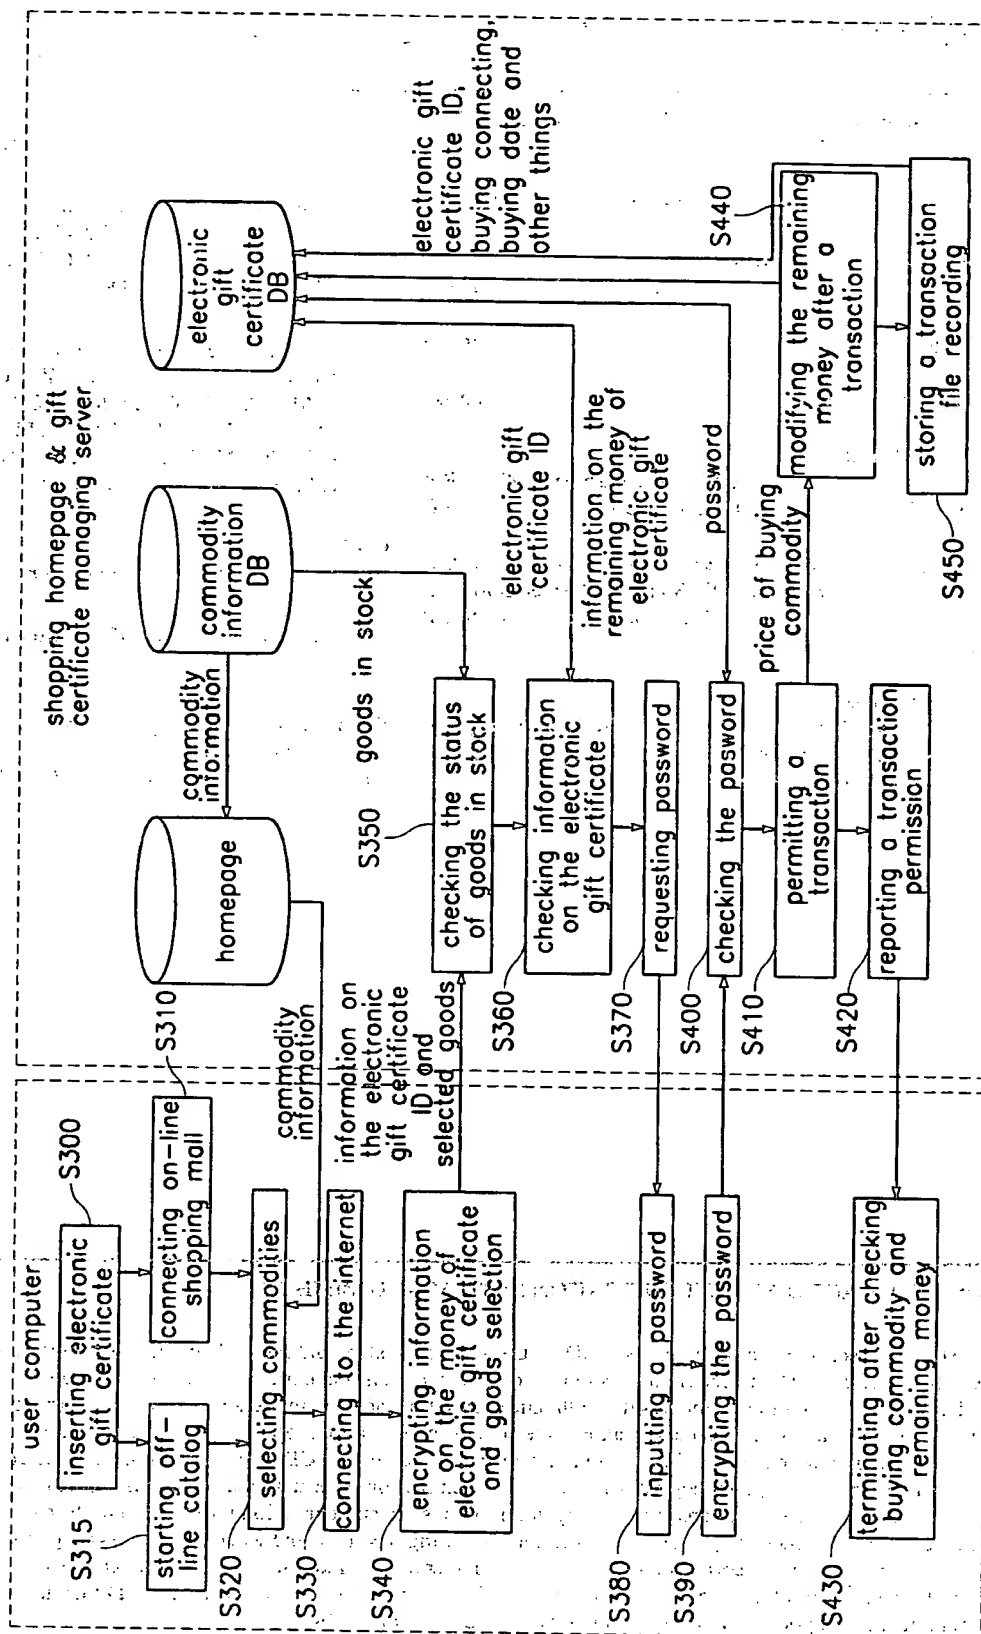 user computer
S300
inserting electronic
gift certificate
S315
starting off-
line catalog
S310
connecting on-line
shopping mall
S320
selecting commodities
commodity
information
S330
connecting to the internet
S340
encrypting information
on the money of
electronic gift certificate
and goods selection
information on
the electronic
gift certificate
ID and
selected goods
S380
inputting a password
S390
encrypting the password
S430
terminating after checking
buying commodity and
remaining money
shopping homepage & gift
certificate managing server
homepage
commodity
information
commodity
information
DB
electronic
gift
certificate
DB
goods in stock
S350
checking the status
of goods in stock
S360
checking information
on the electronic
gift certificate
electronic gift
certificate ID
information on the
remaining money of
electronic gift
certificate
S370
requesting password
password
S400
checking the pasword
S410
permitting a
transaction
price of buying
commodity
S420
reporting a transaction
permission
electronic gift
certificate ID,
buying connecting,
buying date and
other things
S440
modifying the remaining
money after a
transaction
S450
storing a transaction
file recording